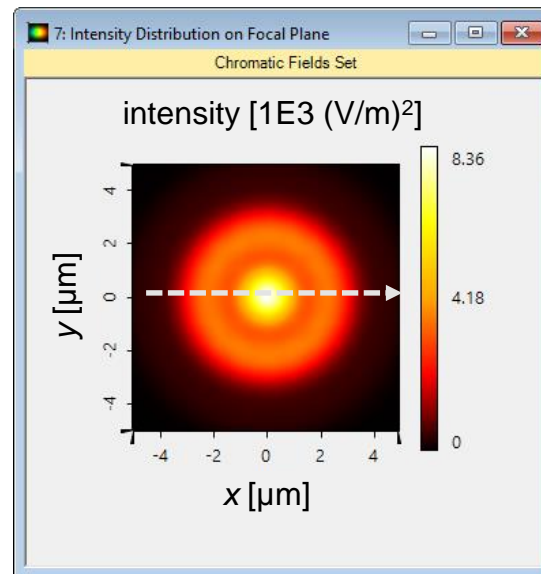 7: Intensity Distribution on Focal Plane
Chromatic Fields Set
intensity [1E3 (V/m)²]
8.36
4.18
0
y [µm]
4
2
0
-2
-4
-4 -2 0 2 4
x [µm]